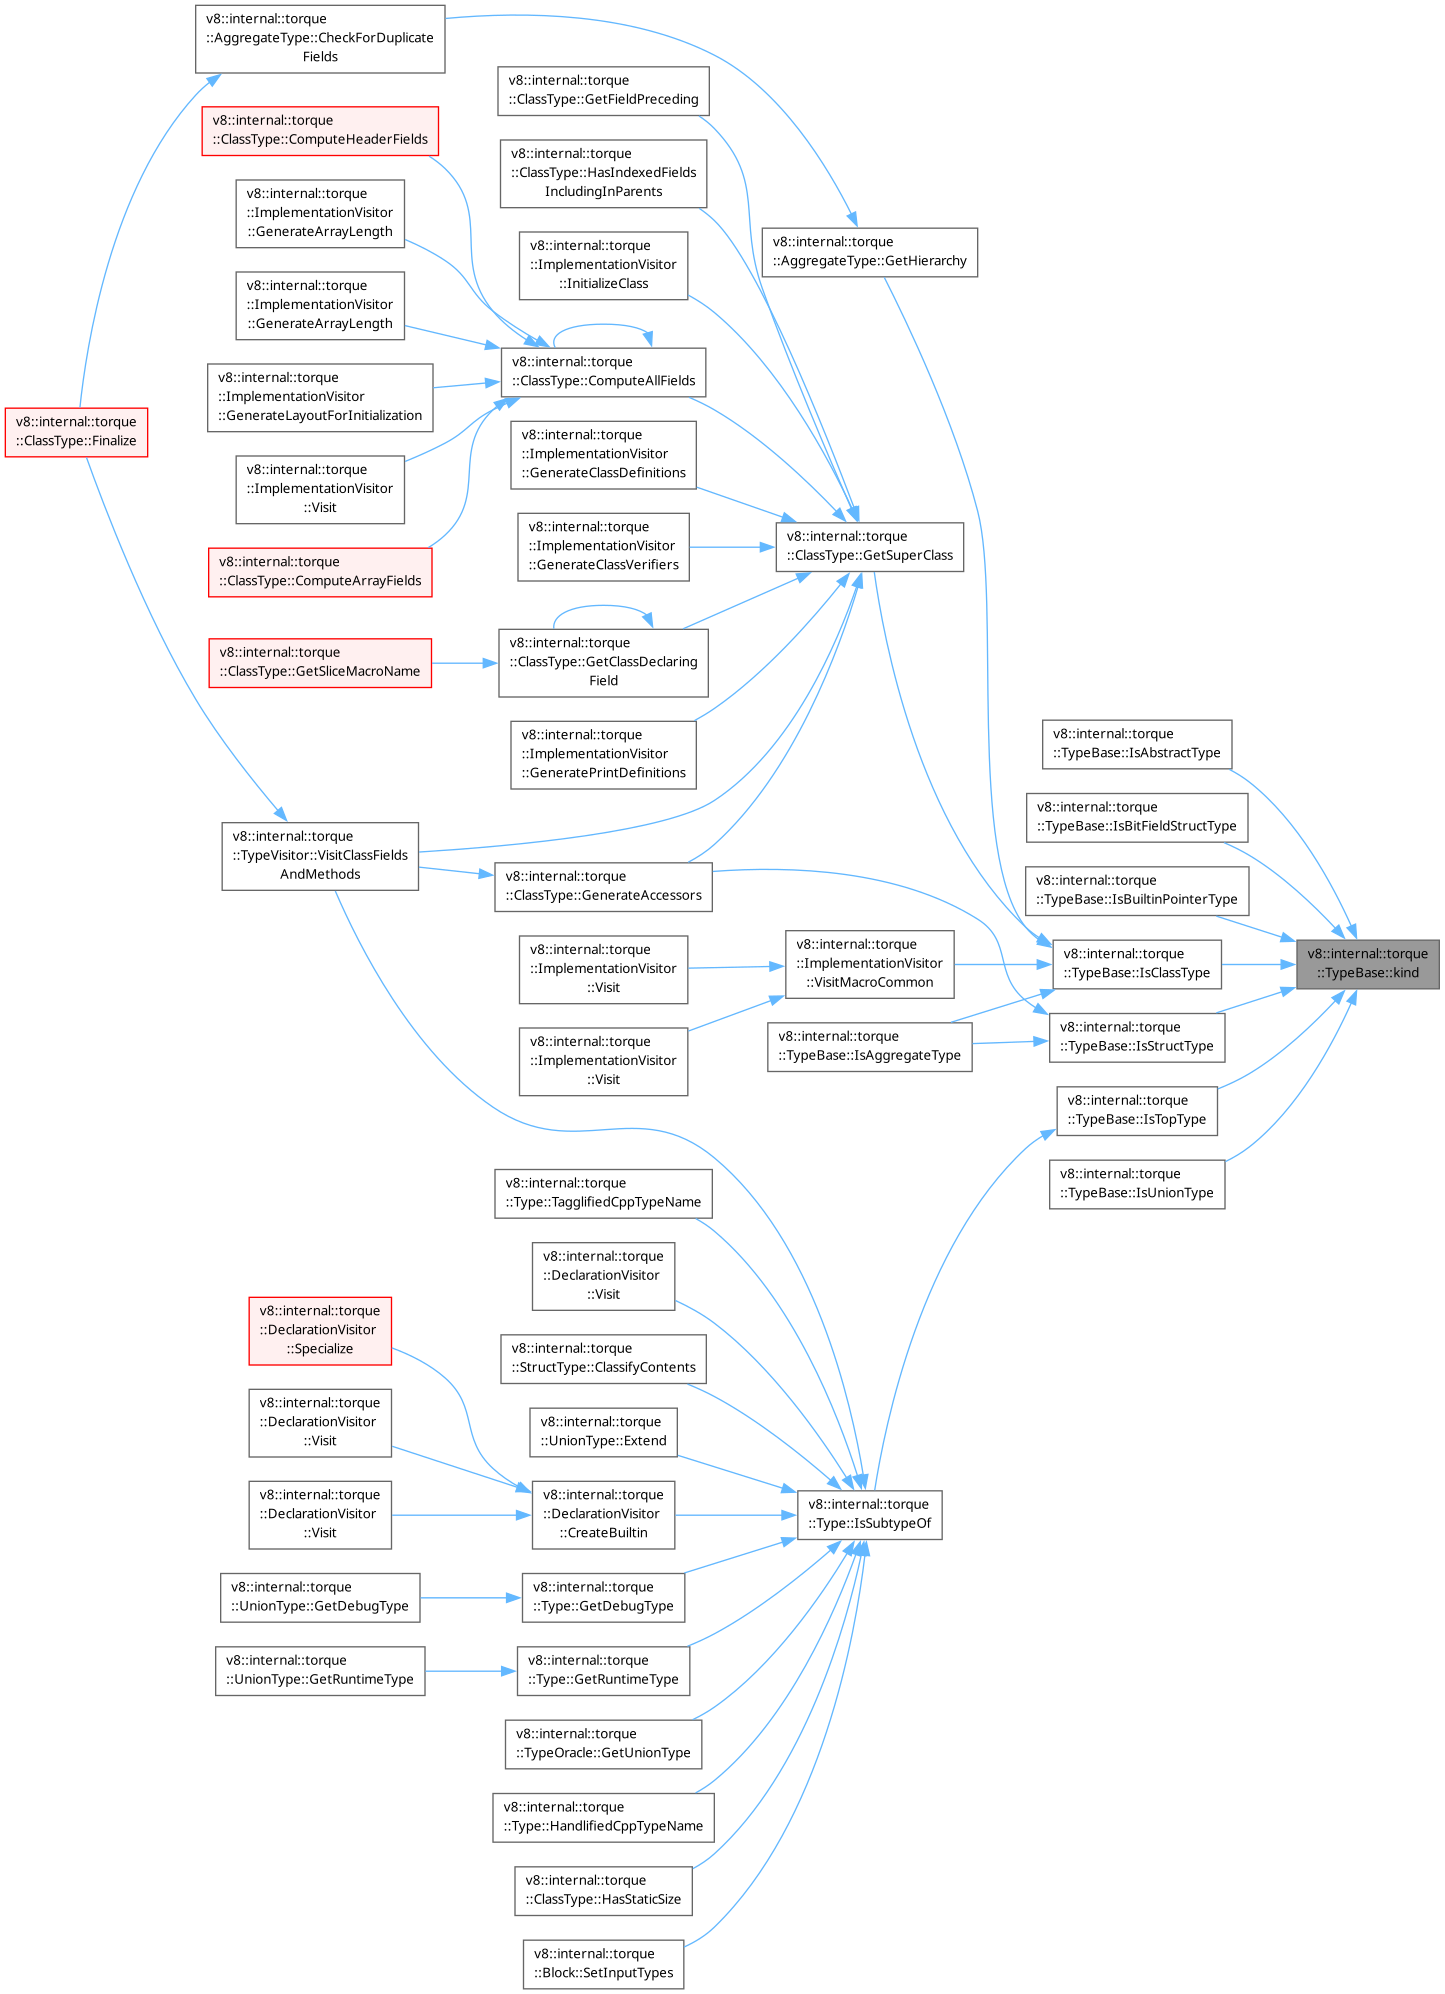 v8::internal::torque
::AggregateType::CheckForDuplicate
Fields
v8::internal::torque
::ClassType::ComputeHeaderFields
v8::internal::torque
::ImplementationVisitor
::GenerateArrayLength
v8::internal::torque
::ImplementationVisitor
::GenerateArrayLength
v8::internal::torque
::ImplementationVisitor
::GenerateLayoutForInitialization
v8::internal::torque
::ClassType::Finalize
v8::internal::torque
::ImplementationVisitor
::Visit
v8::internal::torque
::ClassType::ComputeArrayFields
v8::internal::torque
::ClassType::GetSliceMacroName
v8::internal::torque
::TypeVisitor::VisitClassFields
AndMethods
v8::internal::torque
::ClassType::GetFieldPreceding
v8::internal::torque
::ClassType::HasIndexedFields
IncludingInParents
v8::internal::torque
::ImplementationVisitor
::InitializeClass
v8::internal::torque
::ClassType::ComputeAllFields
v8::internal::torque
::ImplementationVisitor
::GenerateClassDefinitions
v8::internal::torque
::ImplementationVisitor
::GenerateClassVerifiers
v8::internal::torque
::ClassType::GetClassDeclaring
Field
v8::internal::torque
::ImplementationVisitor
::GeneratePrintDefinitions
v8::internal::torque
::ClassType::GenerateAccessors
v8::internal::torque
::ImplementationVisitor
::Visit
v8::internal::torque
::ImplementationVisitor
::Visit
v8::internal::torque
::AggregateType::GetHierarchy
v8::internal::torque
::ClassType::GetSuperClass
v8::internal::torque
::ImplementationVisitor
::VisitMacroCommon
v8::internal::torque
::TypeBase::IsAggregateType
v8::internal::torque
::TypeBase::IsAbstractType
v8::internal::torque
::TypeBase::IsBitFieldStructType
v8::internal::torque
::TypeBase::IsBuiltinPointerType
v8::internal::torque
::TypeBase::IsClassType
v8::internal::torque
::TypeBase::kind
v8::internal::torque
::TypeBase::IsStructType
v8::internal::torque
::TypeBase::IsTopType
v8::internal::torque
::TypeBase::IsUnionType
v8::internal::torque
::Type::TagglifiedCppTypeName
v8::internal::torque
::DeclarationVisitor
::Visit
v8::internal::torque
::StructType::ClassifyContents
v8::internal::torque
::UnionType::Extend
v8::internal::torque
::DeclarationVisitor
::CreateBuiltin
v8::internal::torque
::Type::IsSubtypeOf
v8::internal::torque
::DeclarationVisitor
::Specialize
v8::internal::torque
::DeclarationVisitor
::Visit
v8::internal::torque
::DeclarationVisitor
::Visit
v8::internal::torque
::UnionType::GetDebugType
v8::internal::torque
::Type::GetDebugType
v8::internal::torque
::UnionType::GetRuntimeType
v8::internal::torque
::Type::GetRuntimeType
v8::internal::torque
::TypeOracle::GetUnionType
v8::internal::torque
::Type::HandlifiedCppTypeName
v8::internal::torque
::ClassType::HasStaticSize
v8::internal::torque
::Block::SetInputTypes